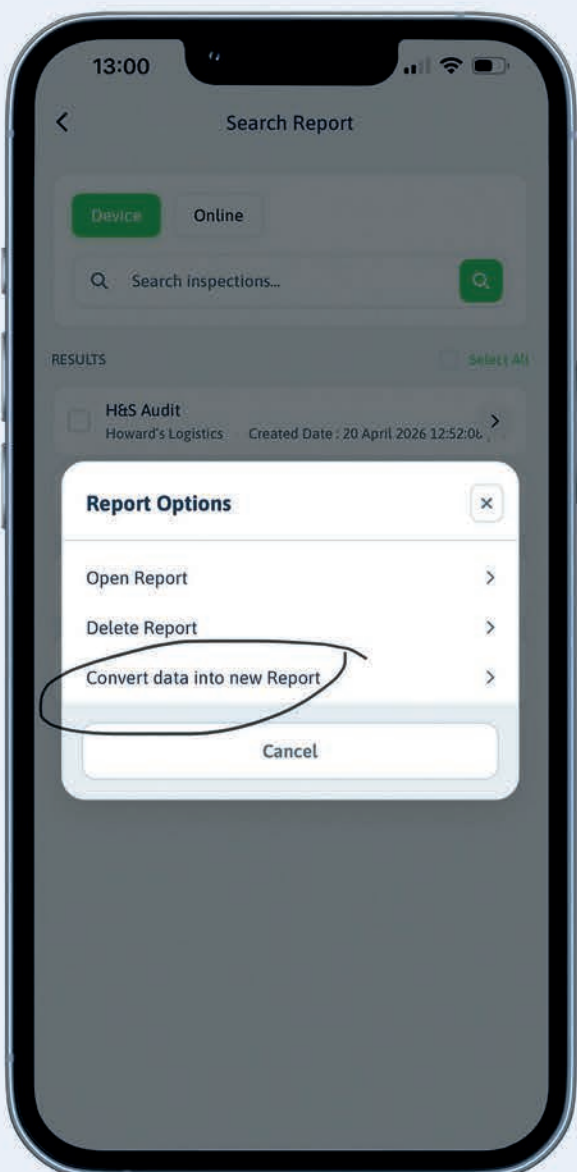 13:00
Search Report
Device Online
Search inspections...
RESULTS Select All
H&S Audit
Howard's Logistics Created Date : 20 April 2026 12:52:08
Report Options
Open Report
Delete Report
Convert data into new Report
Cancel